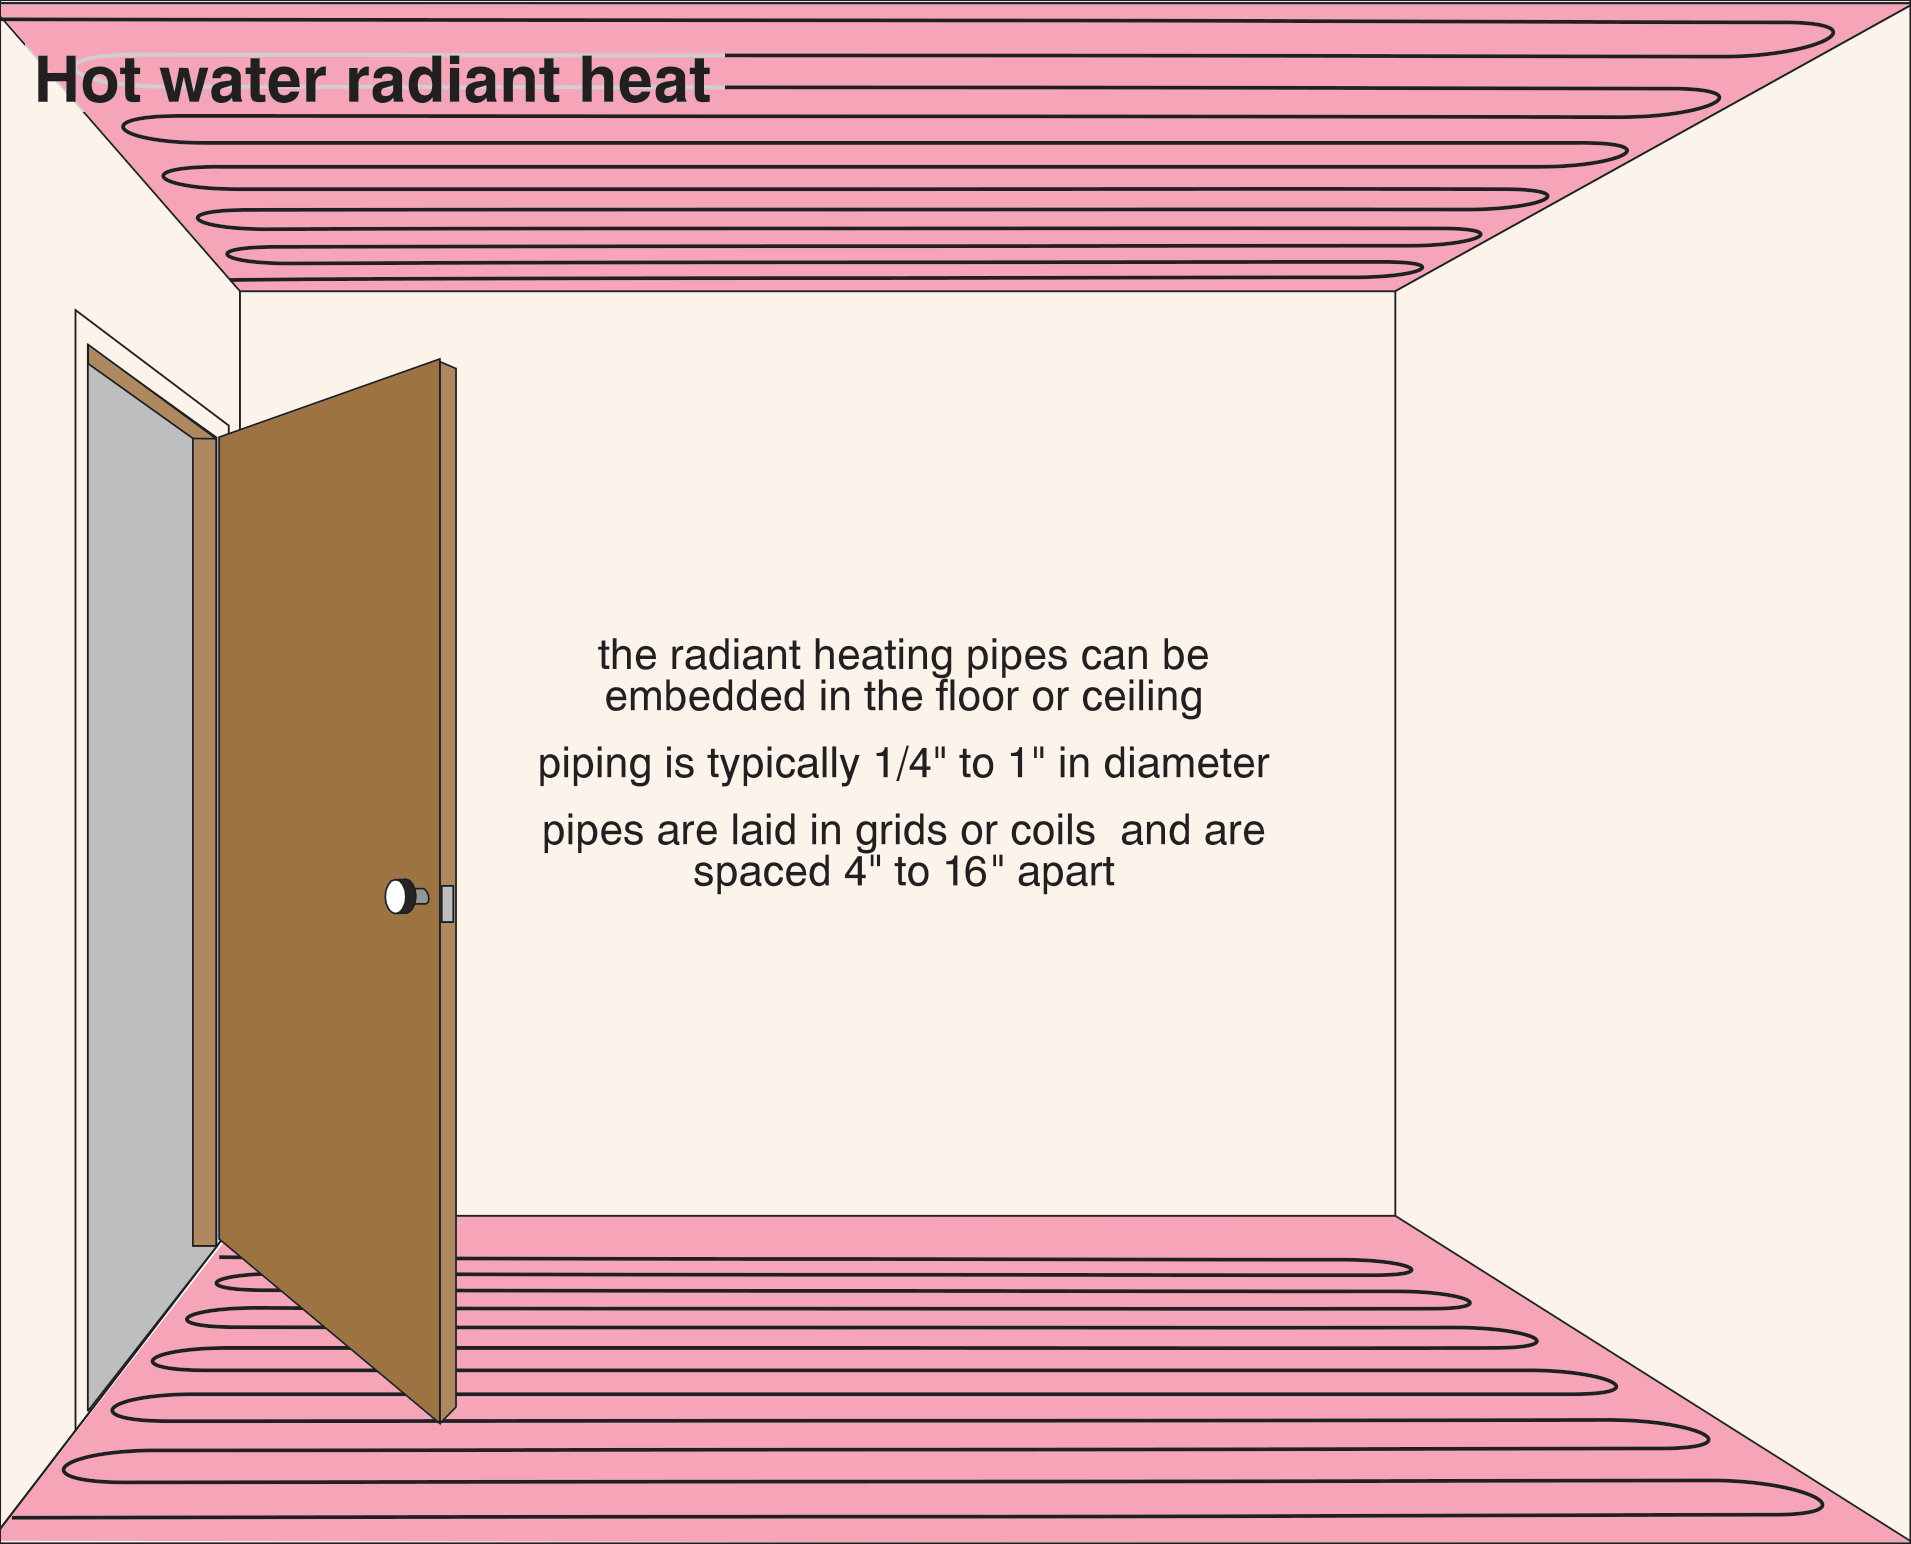 Hot water radiant heat
the radiant heating pipes can be
embedded in the floor or ceiling
piping is typically 1/4" to 1" in diameter
pipes are laid in grids or coils  and are
spaced 4" to 16" apart